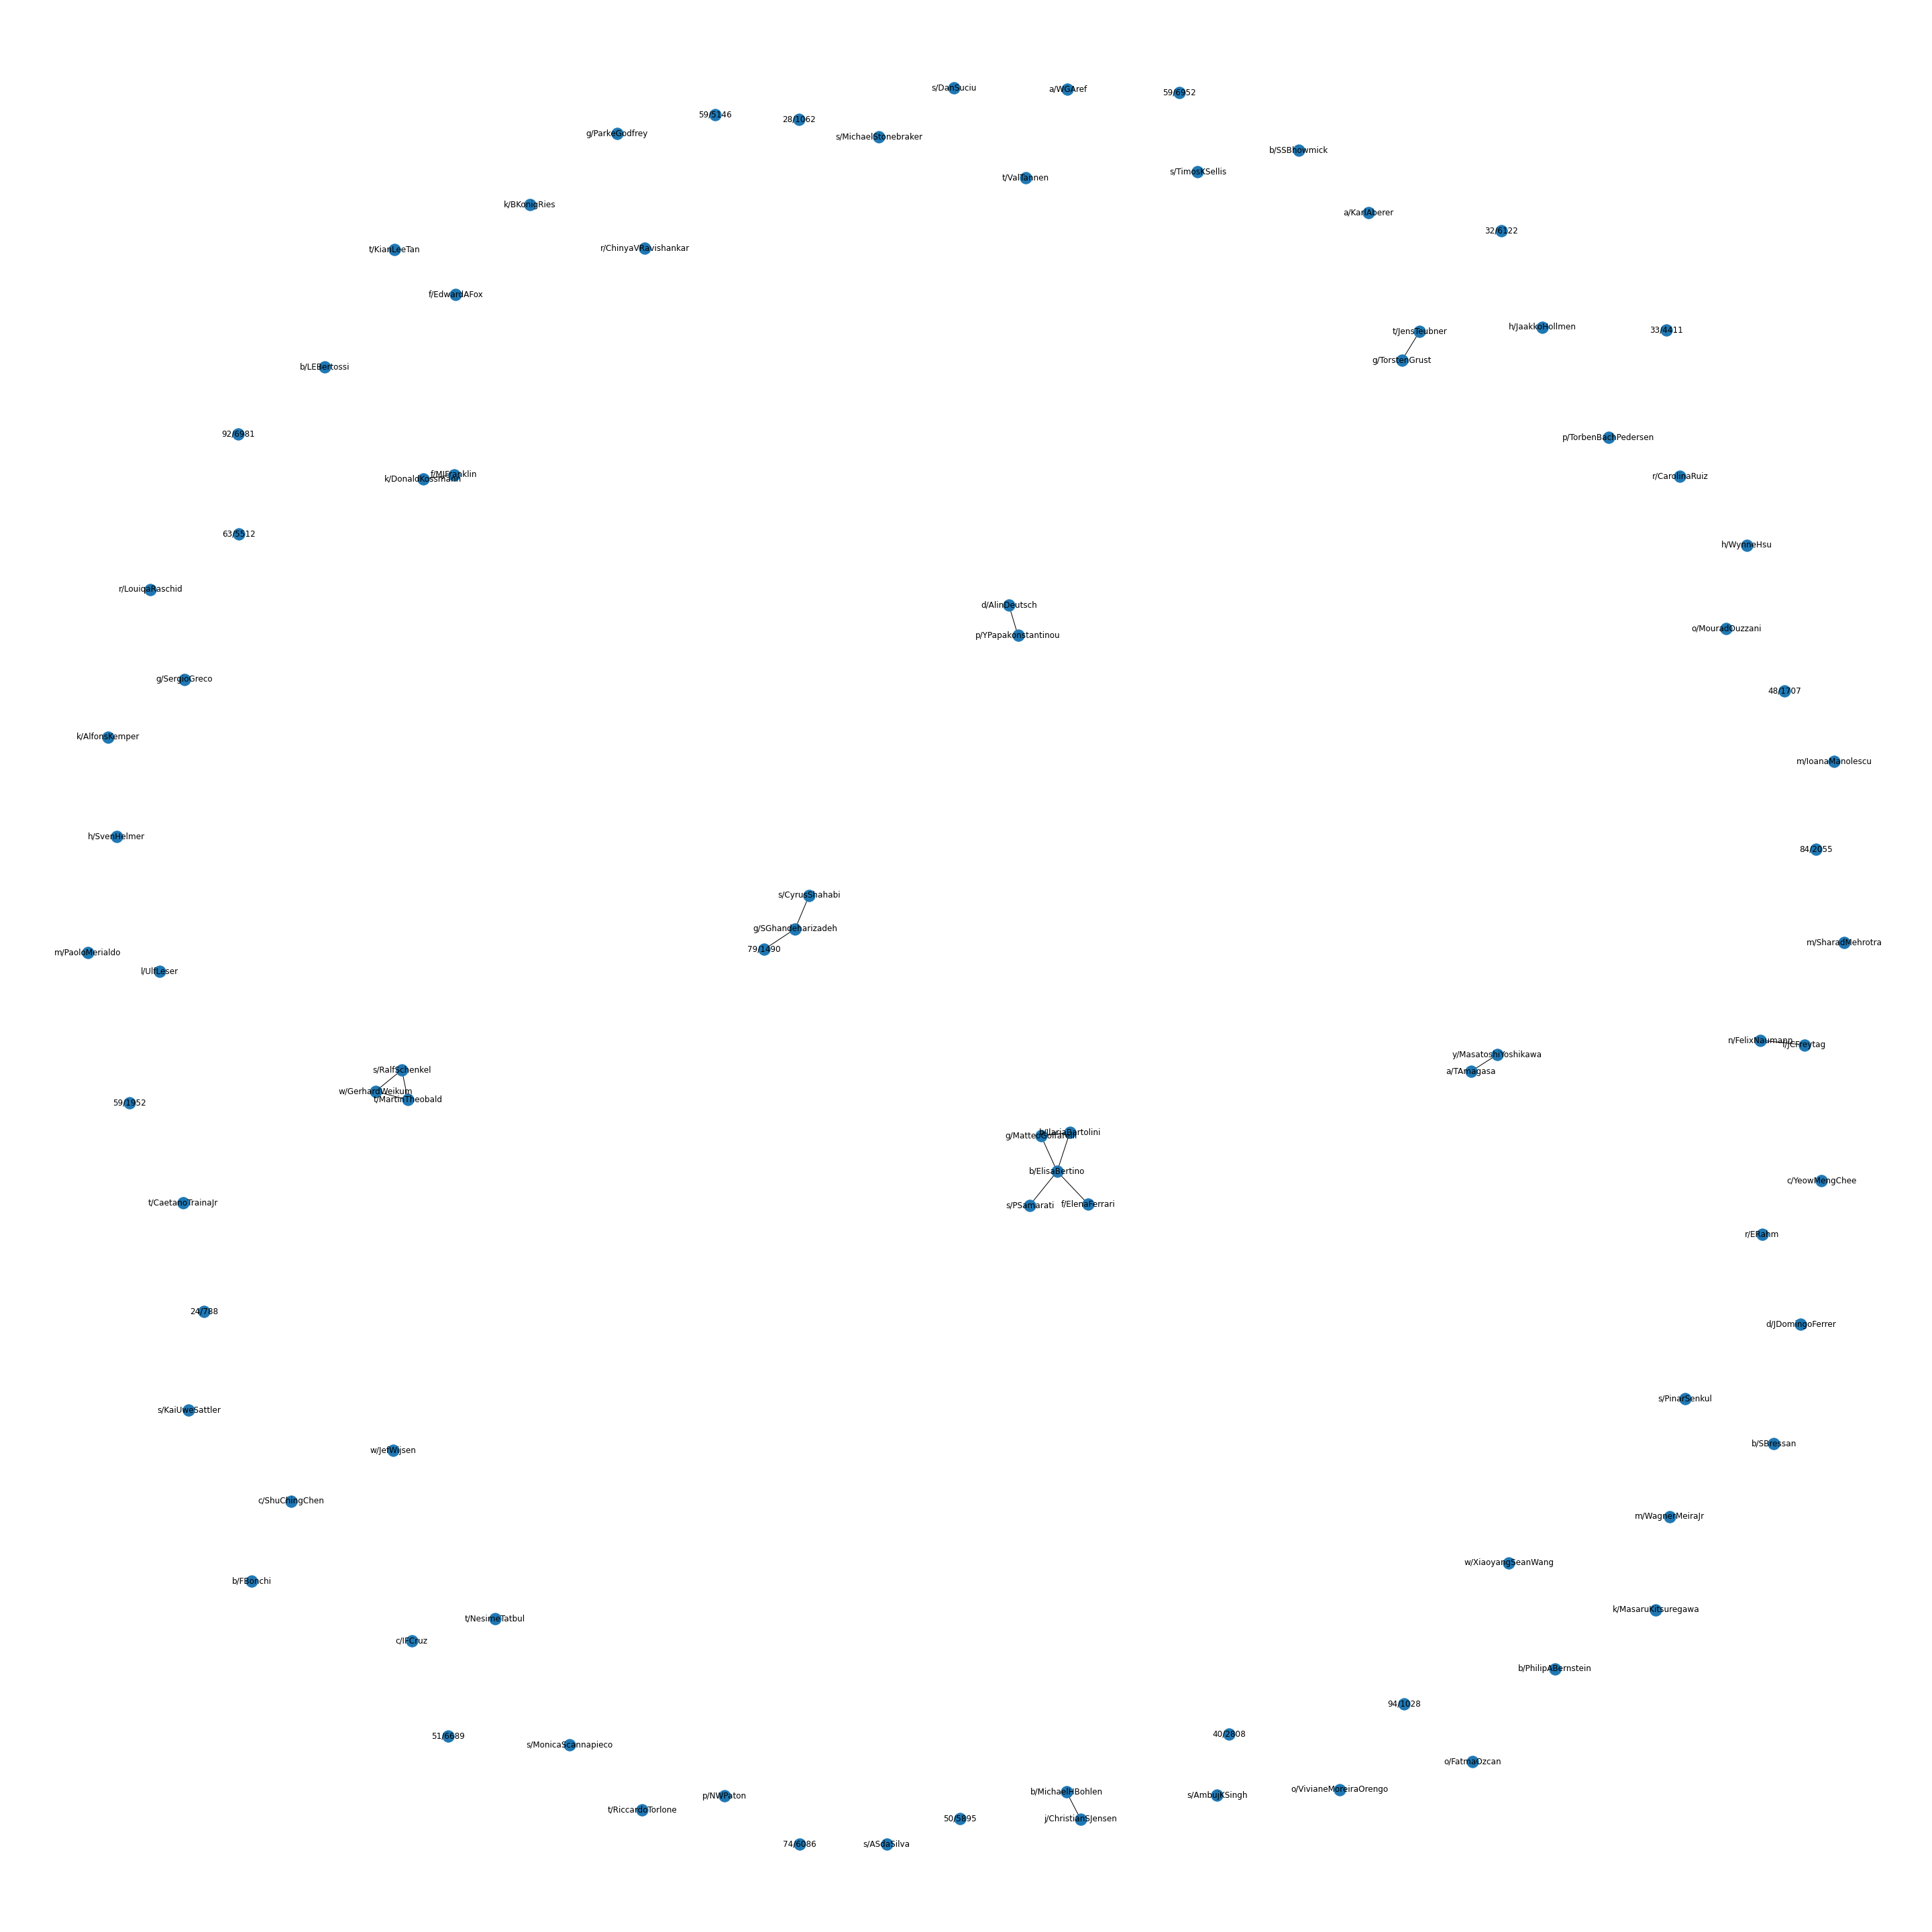 s/DanSuciu
a/WGAref
59/6952
59/5146
28/1062
g/ParkeGodfrey
s/MichaelStonebraker
b/SSBhowmick
s/TimosKSellis
t/ValTannen
k/BKonigRies
a/KarlAberer
32/6122
t/KianLeeTan
r/ChinyaVRavishankar
f/EdwardAFox
h/JaakkoHollmen
33/4411
t/JensTeubner
g/TorstenGrust
b/LEBertossi
92/6981
p/TorbenBachPedersen
f/MJFranklin
k/DonaldKossmann
r/CarolinaRuiz
63/5512
h/WynneHsu
r/LouiqaRaschid
d/AlinDeutsch
o/MouradOuzzani
p/YPapakonstantinou
g/SergioGreco
48/1707
k/AlfonsKemper
m/IoanaManolescu
h/SvenHelmer
84/2055
s/CyrusShahabi
g/SGhandeharizadeh
m/SharadMehrotra
79/1490
m/PaoloMerialdo
l/UlfLeser
n/FelixNaumann
f/JCFreytag
y/MasatoshiYoshikawa
a/TAmagasa
s/RalfSchenkel
w/GerhardWeikum
t/MartinTheobald
59/1952
b/IlariaBartolini
g/MatteoGolfarelli
b/ElisaBertino
c/YeowMengChee
t/CaetanoTrainaJr
s/PSamarati
f/ElenaFerrari
r/ERahm
24/788
d/JDomingoFerrer
s/PinarSenkul
s/KaiUweSattler
b/SBressan
w/JefWijsen
c/ShuChingChen
m/WagnerMeiraJr
w/XiaoyangSeanWang
b/FBonchi
k/MasaruKitsuregawa
t/NesimeTatbul
c/IFCruz
b/PhilipABernstein
94/1028
51/6689
40/2808
s/MonicaScannapieco
o/FatmaOzcan
o/VivianeMoreiraOrengo
b/MichaelHBohlen
s/AmbujKSingh
p/NWPaton
t/RiccardoTorlone
50/5895
j/ChristianSJensen
74/6086
s/ASdaSilva